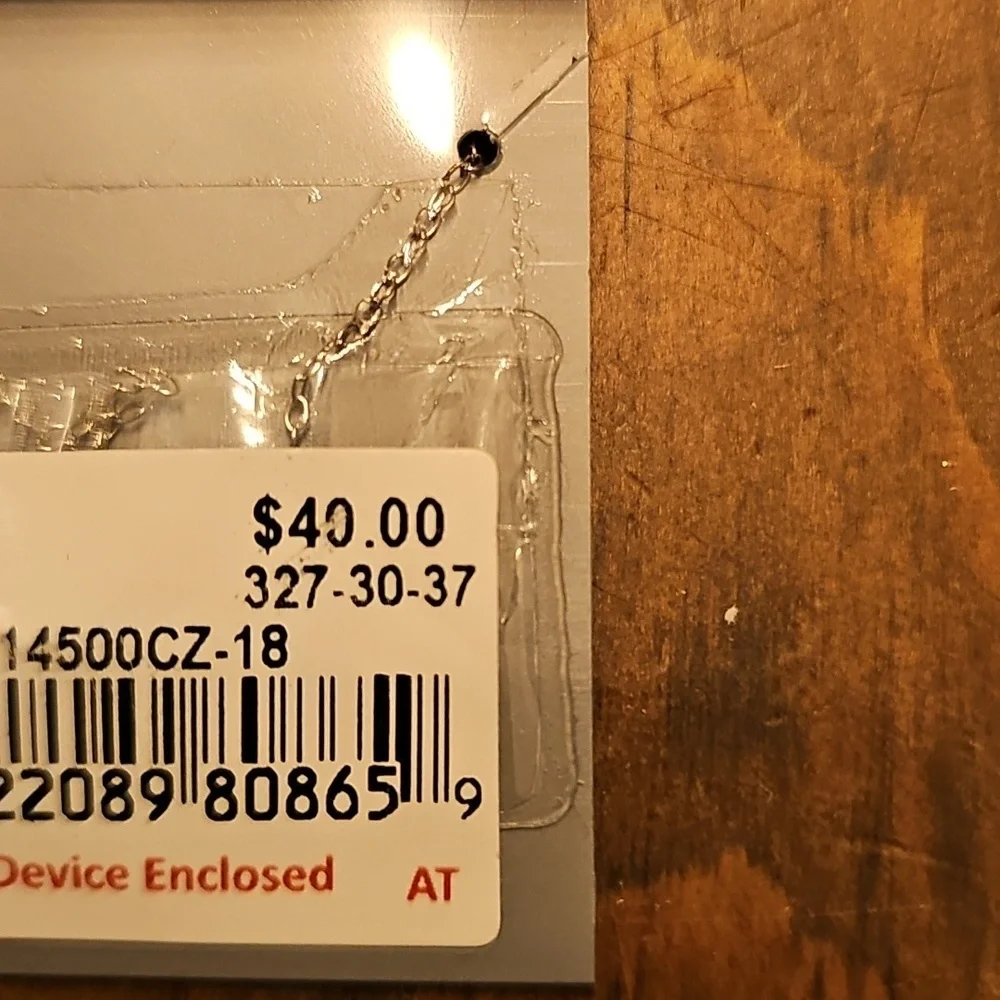 $40.00
327-30-37
14500CZ-18
22089 80865 9
Device Enclosed AT